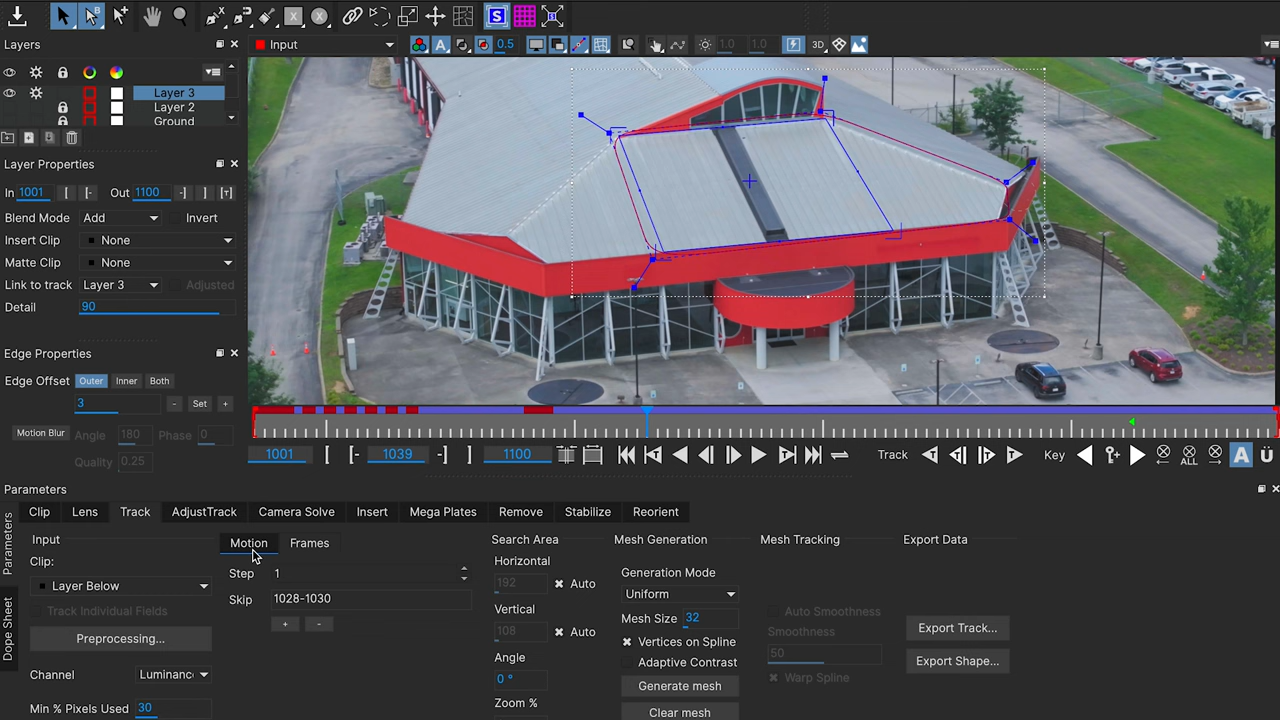 Layers
Input
0.5
1.0
1.0
3D
Layer 3
Layer 2
Ground
Layer Properties
In 1001 [ [- Out 1100 -] ] [T]
Blend Mode Add Invert
Insert Clip None
Matte Clip None
Link to track Layer 3 Adjusted
Detail 90
Edge Properties
Edge Offset Outer Inner Both
3 - Set +
Motion Blur Angle 180 Phase 0
Quality 0.25
1001 [ [- 1039 -] ] 1100 Track Key ALL A Ü
Parameters
Clip Lens Track AdjustTrack Camera Solve Insert Mega Plates Remove Stabilize Reorient
Parameters
Dope Sheet
Input
Clip:
Layer Below
Track Individual Fields
Preprocessing...
Channel Luminanc
Min % Pixels Used 30
Motion Frames
Step 1
Skip 1028-1030
+ -
Search Area
Horizontal
192 Auto
Vertical
108 Auto
Angle
0 °
Zoom %
Mesh Generation
Generation Mode
Uniform
Mesh Size 32
Vertices on Spline
Adaptive Contrast
Generate mesh
Clear mesh
Mesh Tracking
Auto Smoothness
Smoothness
50
Warp Spline
Export Data
Export Track...
Export Shape...